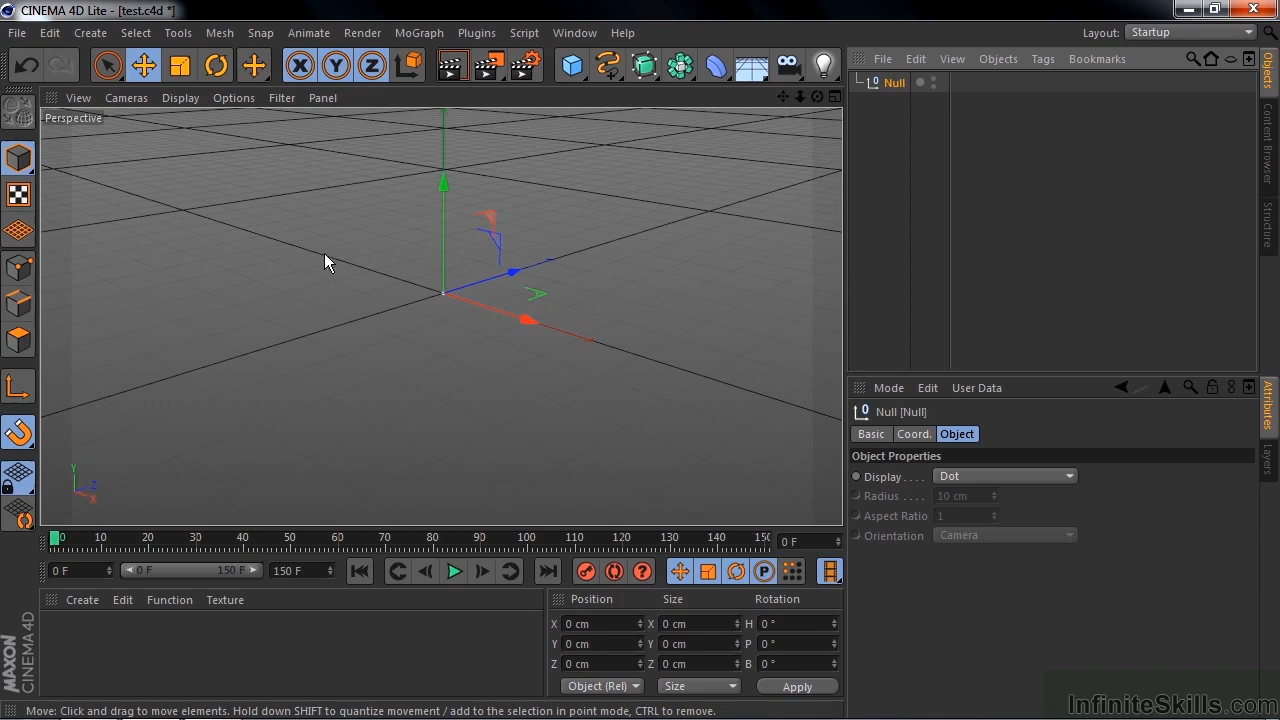 CINEMA 4D Lite - [test.c4d *]
File Edit Create Select Tools Mesh Snap Animate Render MoGraph Plugins Script Window Help Layout: Startup
X Y Z
File Edit View Objects Tags Bookmarks
View Cameras Display Options Filter Panel
Null
Perspective
Objects
Content Browser
Structure
Y
Z
X
Mode Edit User Data
Null [Null]
Basic Coord. Object
Object Properties
Display . . . . Dot
Radius . . . . 10 cm
Aspect Ratio 1
Orientation Camera
Attributes
Layers
0 10 20 30 40 50 60 70 80 90 100 110 120 130 140 150 0 F
0 F 0 F 150 F 150 F
P
Create Edit Function Texture
Position Size Rotation
X 0 cm X 0 cm H 0 °
Y 0 cm Y 0 cm P 0 °
Z 0 cm Z 0 cm B 0 °
Object (Rel) Size Apply
MAXON
CINEMA 4D
Move: Click and drag to move elements. Hold down SHIFT to quantize movement / add to the selection in point mode, CTRL to remove.
InfiniteSkills.com